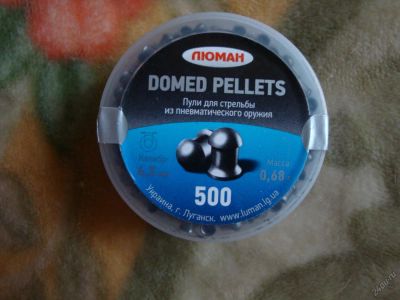 ЛЮМАН
DOMED PELLETS
Пули для стрельбы
из пневматического оружия
Калибр
Масса
0,68
500
Украина, г. Луганск. www.luman.lg.ua